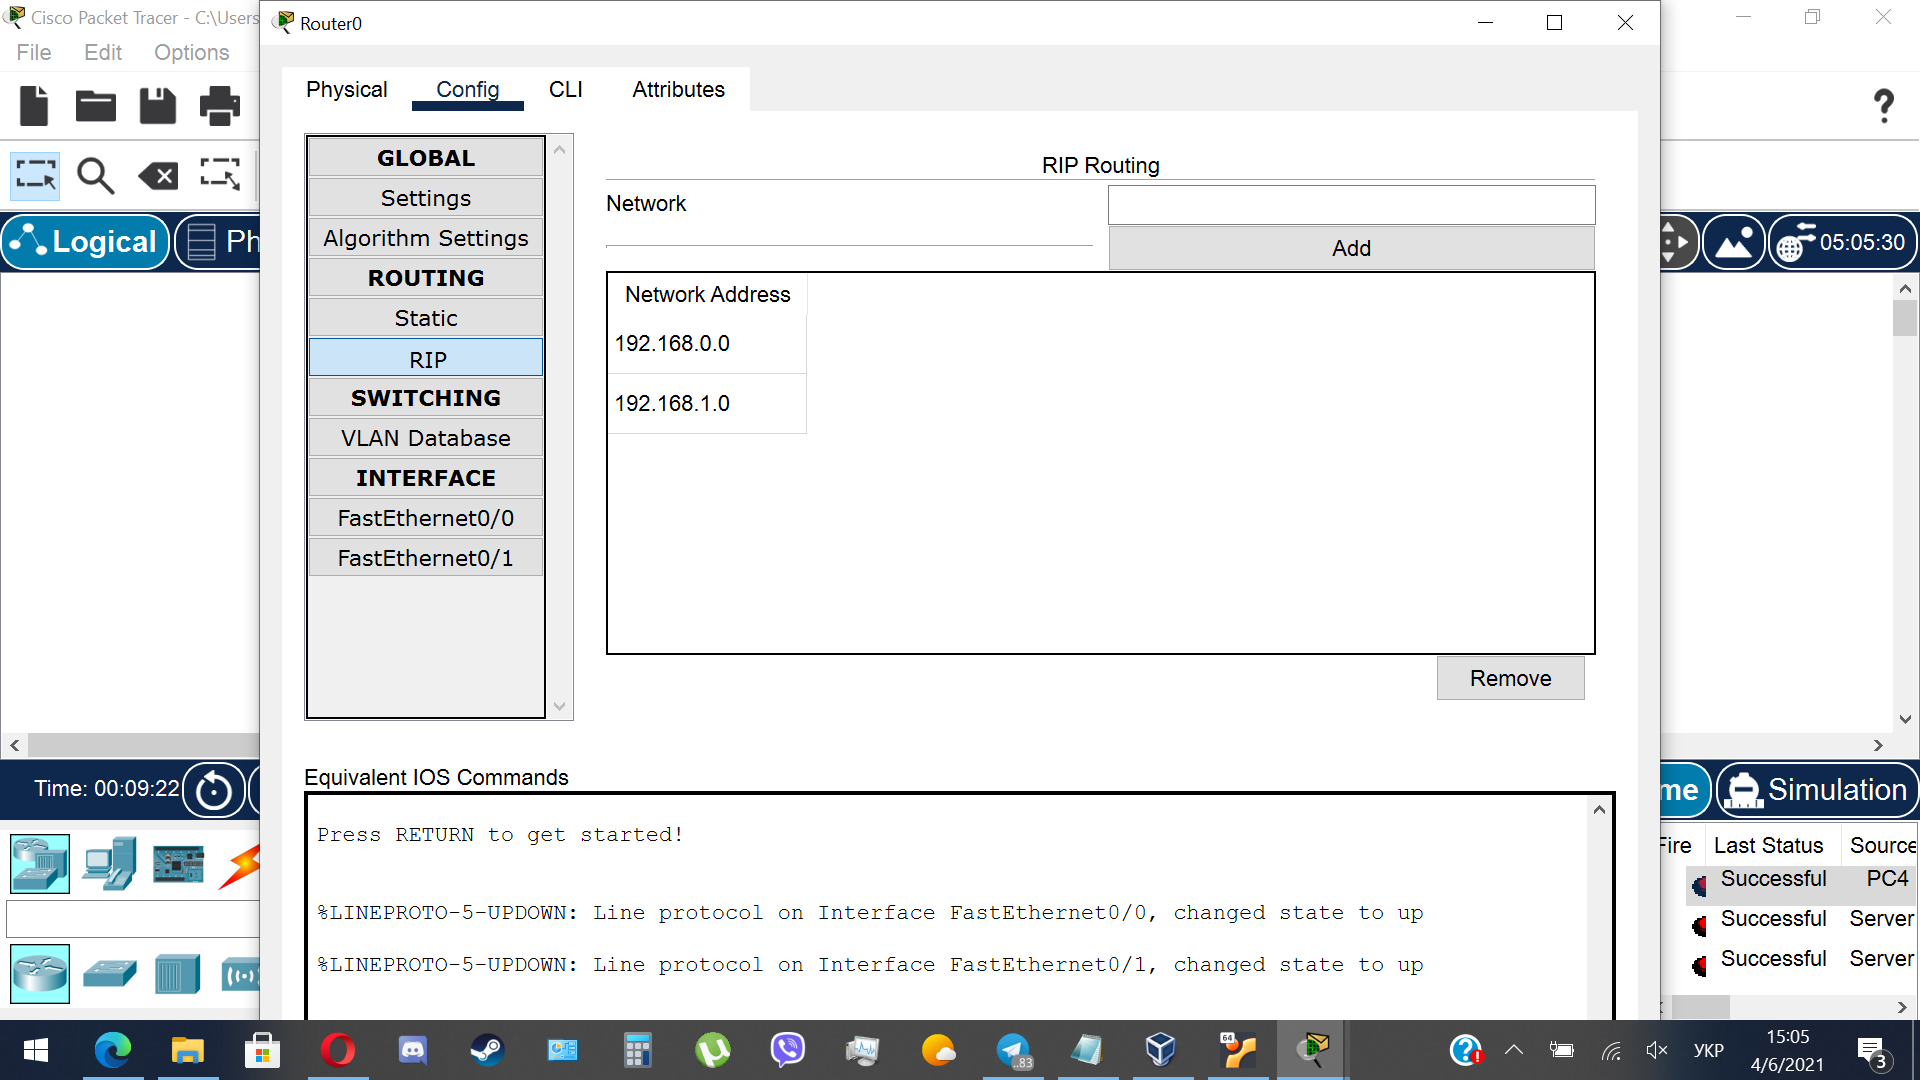 Cisco Packet Tracer - C:\Users
Router0
File Edit Options
Physical Config CLI Attributes
GLOBAL
Settings
Algorithm Settings
ROUTING
Static
RIP
SWITCHING
VLAN Database
INTERFACE
FastEthernet0/0
FastEthernet0/1
RIP Routing
Network
Add
Network Address
192.168.0.0
192.168.1.0
Remove
Logical
Ph
05:05:30
Time: 00:09:22
me
Simulation
Equivalent IOS Commands
Press RETURN to get started!
%LINEPROTO-5-UPDOWN: Line protocol on Interface FastEthernet0/0, changed state to up
%LINEPROTO-5-UPDOWN: Line protocol on Interface FastEthernet0/1, changed state to up
Fire Last Status Source
Successful PC4
Successful Server
Successful Server
64
..83
УКР
15:05
4/6/2021
3